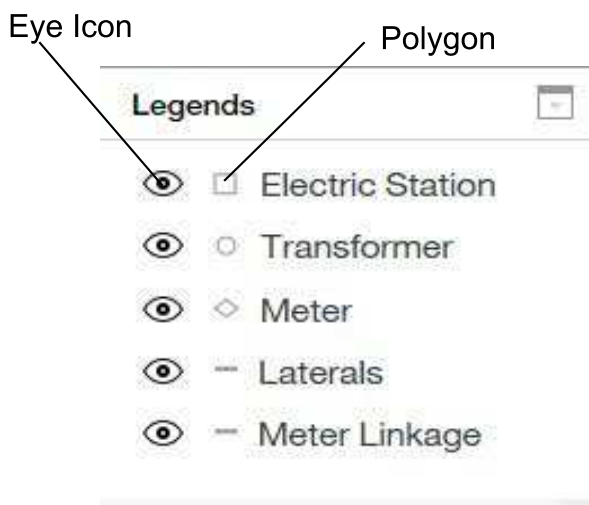 Eye Icon
Polygon
Legends
Electric Station
Transformer
Meter
Laterals
Meter Linkage